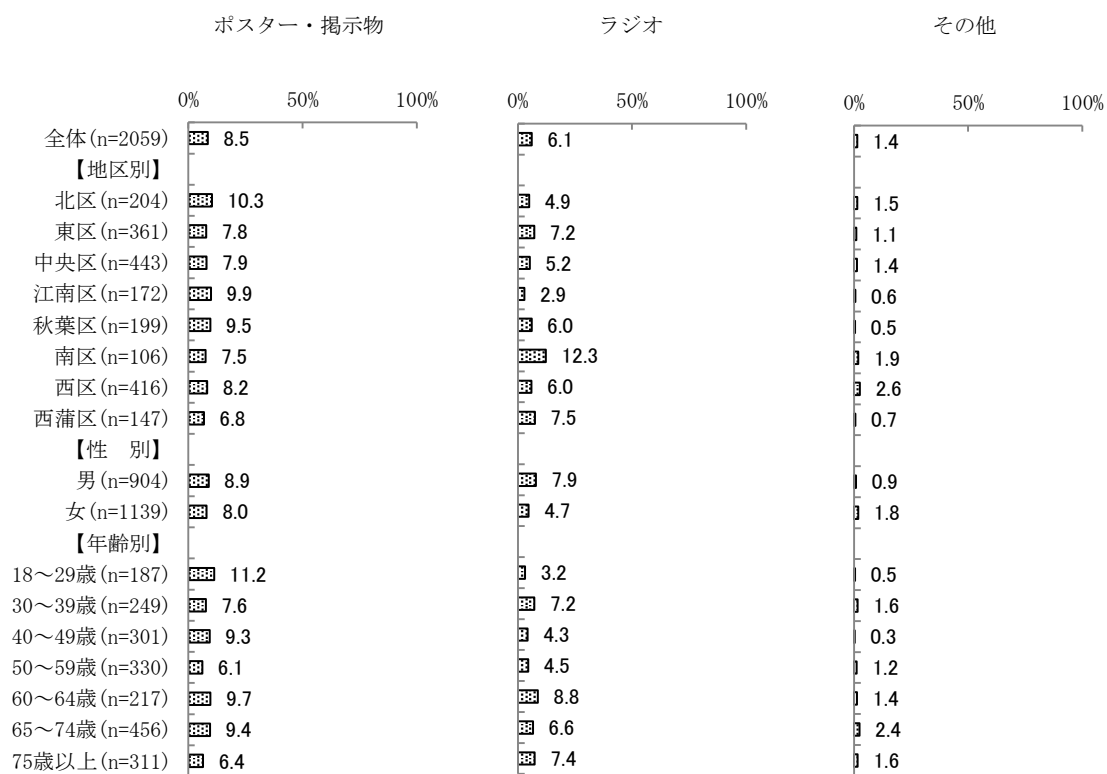 ポスター・掲示物 ラジオ その他
0% 50% 100% 0% 50% 100% 0% 50% 100%
全体(n=2059) 8.5 6.1 1.4
【地区別】
北区(n=204) 10.3 4.9 1.5
東区(n=361) 7.8 7.2 1.1
中央区(n=443) 7.9 5.2 1.4
江南区(n=172) 9.9 2.9 0.6
秋葉区(n=199) 9.5 6.0 0.5
南区(n=106) 7.5 12.3 1.9
西区(n=416) 8.2 6.0 2.6
西蒲区(n=147) 6.8 7.5 0.7
【性　別】
男(n=904) 8.9 7.9 0.9
女(n=1139) 8.0 4.7 1.8
【年齢別】
18～29歳(n=187) 11.2 3.2 0.5
30～39歳(n=249) 7.6 7.2 1.6
40～49歳(n=301) 9.3 4.3 0.3
50～59歳(n=330) 6.1 4.5 1.2
60～64歳(n=217) 9.7 8.8 1.4
65～74歳(n=456) 9.4 6.6 2.4
75歳以上(n=311) 6.4 7.4 1.6